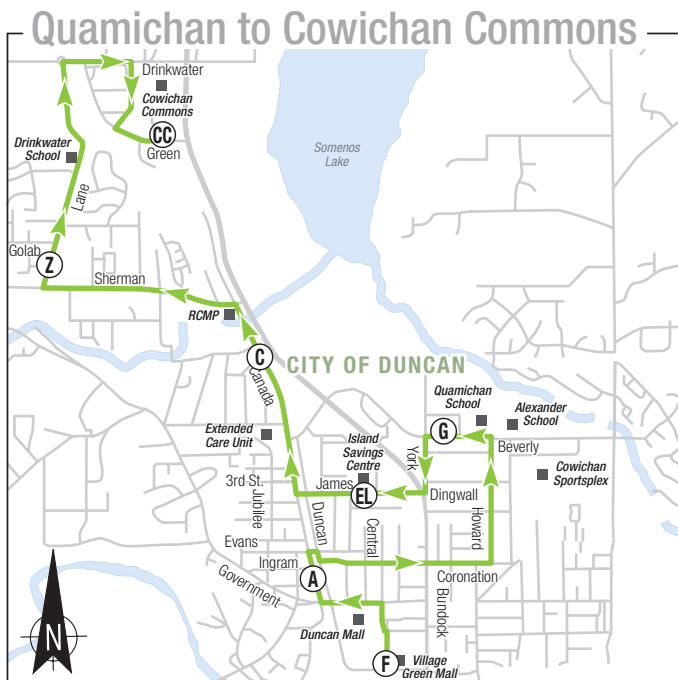 Quamichan to Cowichan Commons
Drinkwater
Cowichan
Commons
CC
Green
Drinkwater
School
Somenos
Lake
Lane
Golab
Z
Sherman
RCMP
C
CITY OF DUNCAN
Canada
Quamichan
School
Alexander
School
Extended
Care Unit
Island
Savings
Centre
G
York
Beverly
Cowichan
Sportsplex
3rd St.
Jubilee
James
EL
Dingwall
Duncan
Central
Howard
Evans
Ingram
A
Coronation
Government
Bundock
Duncan Mall
N
F
Village
Green Mall